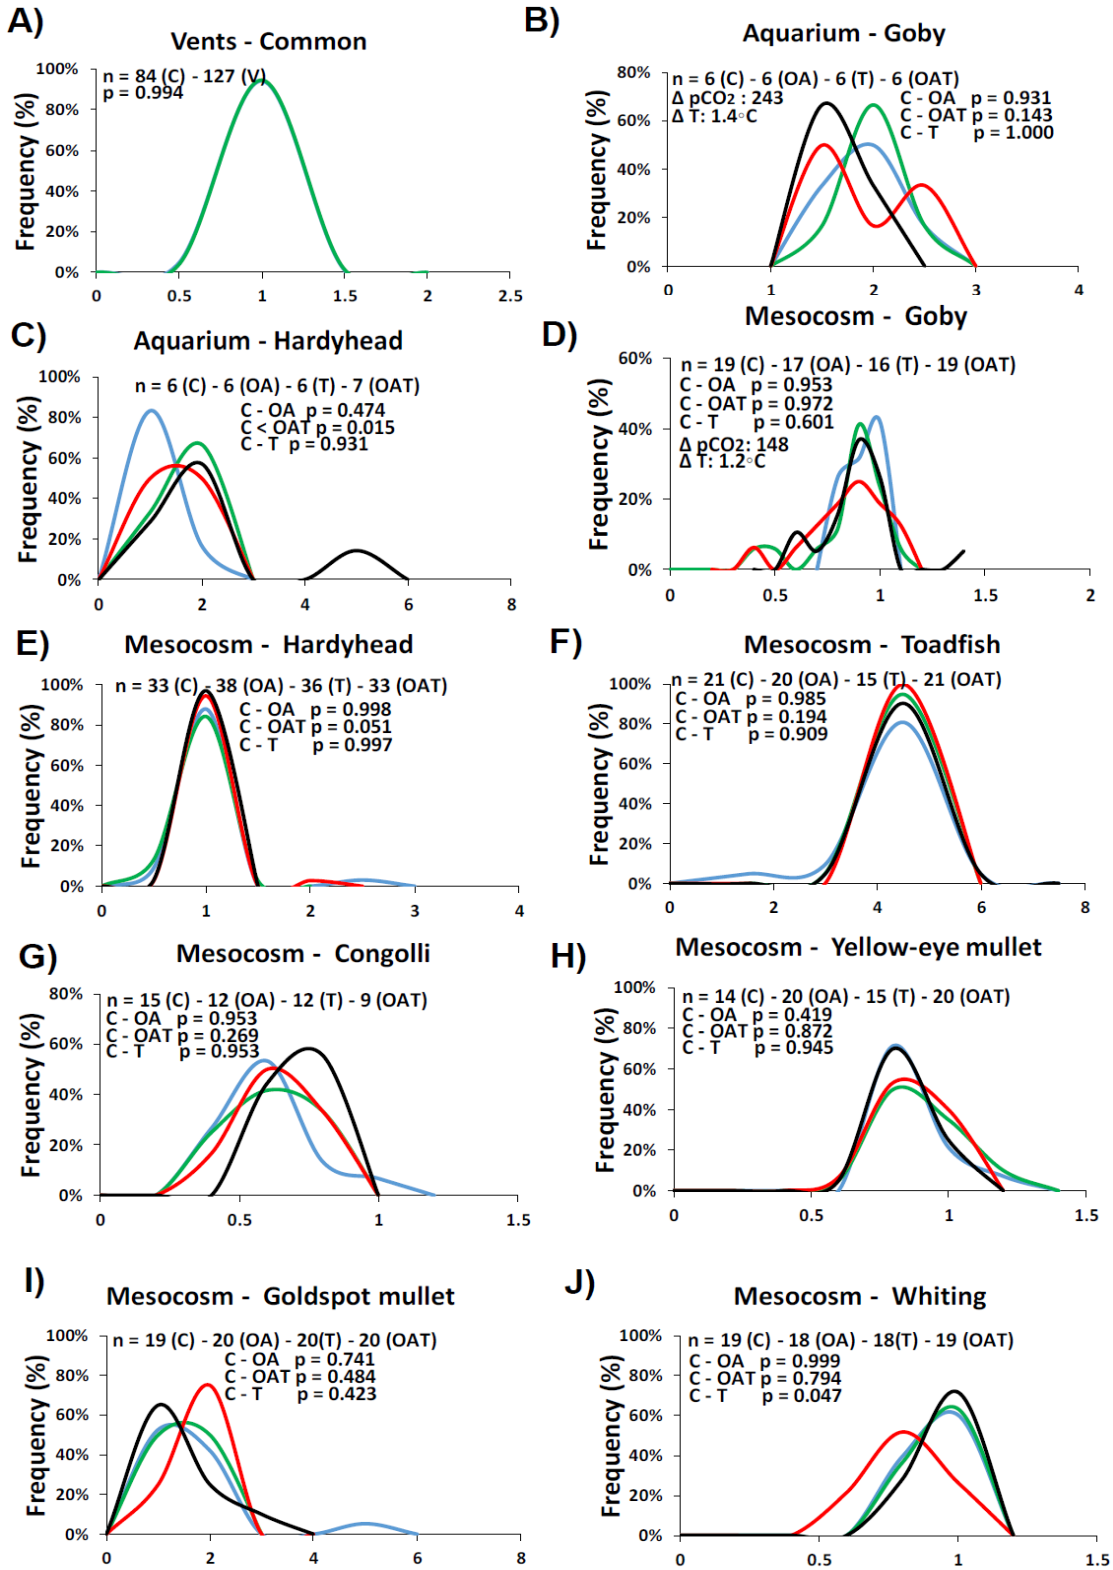 A)
Vents - Common
n = 84 (C) - 127 (V)
p = 0.994
Frequency (%)
100%
80%
60%
40%
20%
0%
0 0.5 1 1.5 2 2.5
B)
Aquarium - Goby
n = 6 (C) - 6 (OA) - 6 (T) - 6 (OAT)
Δ pCO2 : 243
Δ T: 1.4◦C
C - OA p = 0.931
C - OAT p = 0.143
C - T p = 1.000
Frequency (%)
80%
60%
40%
20%
0%
0 1 2 3 4
C)
Aquarium - Hardyhead
n = 6 (C) - 6 (OA) - 6 (T) - 7 (OAT)
C - OA p = 0.474
C < OAT p = 0.015
C - T p = 0.931
Frequency (%)
100%
80%
60%
40%
20%
0%
0 2 4 6 8
D)
Mesocosm - Goby
n = 19 (C) - 17 (OA) - 16 (T) - 19 (OAT)
C - OA p = 0.953
C - OAT p = 0.972
C - T p = 0.601
Δ pCO2: 148
Δ T: 1.2◦C
Frequency (%)
60%
40%
20%
0%
0 0.5 1 1.5 2
E)
Mesocosm - Hardyhead
n = 33 (C) - 38 (OA) - 36 (T) - 33 (OAT)
C - OA p = 0.998
C - OAT p = 0.051
C - T p = 0.997
Frequency (%)
100%
80%
60%
40%
20%
0%
0 1 2 3 4
F)
Mesocosm - Toadfish
n = 21 (C) - 20 (OA) - 15 (T) - 21 (OAT)
C - OA p = 0.985
C - OAT p = 0.194
C - T p = 0.909
Frequency (%)
100%
80%
60%
40%
20%
0%
0 2 4 6 8
G)
Mesocosm - Congolli
n = 15 (C) - 12 (OA) - 12 (T) - 9 (OAT)
C - OA p = 0.953
C - OAT p = 0.269
C - T p = 0.953
Frequency (%)
80%
60%
40%
20%
0%
0 0.5 1 1.5
H)
Mesocosm - Yellow-eye mullet
n = 14 (C) - 20 (OA) - 15 (T) - 20 (OAT)
C - OA p = 0.419
C - OAT p = 0.872
C - T p = 0.945
Frequency (%)
100%
80%
60%
40%
20%
0%
0 0.5 1 1.5
I)
Mesocosm - Goldspot mullet
n = 19 (C) - 20 (OA) - 20(T) - 20 (OAT)
C - OA p = 0.741
C - OAT p = 0.484
C - T p = 0.423
Frequency (%)
100%
80%
60%
40%
20%
0%
0 2 4 6 8
J)
Mesocosm - Whiting
n = 19 (C) - 18 (OA) - 18(T) - 19 (OAT)
C - OA p = 0.999
C - OAT p = 0.794
C - T p = 0.047
Frequency (%)
100%
80%
60%
40%
20%
0%
0 0.5 1 1.5